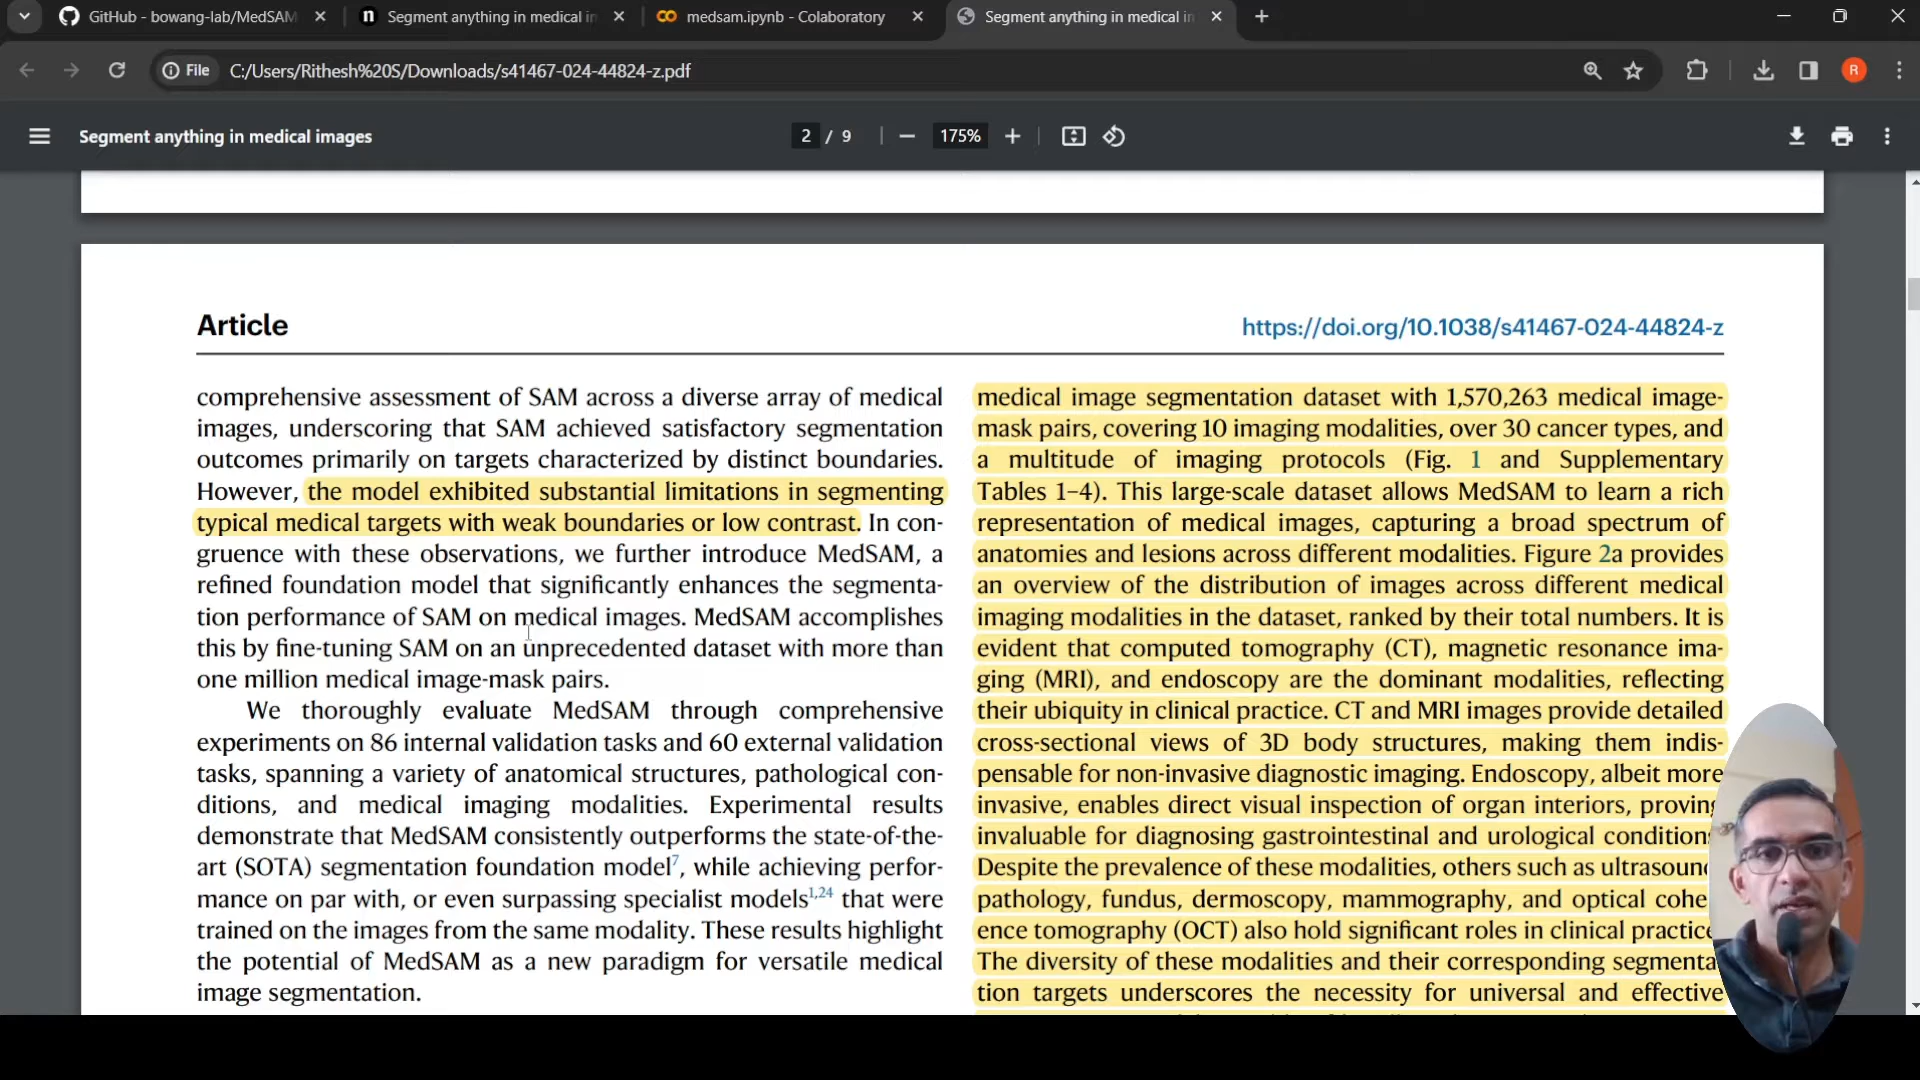 GitHub - bowang-lab/MedSAM
Segment anything in medical in
medsam.ipynb - Colaboratory
Segment anything in medical in
File
C:/Users/Rithesh%20S/Downloads/s41467-024-44824-z.pdf
R
Segment anything in medical images
2 / 9
175%
Article
https://doi.org/10.1038/s41467-024-44824-z
comprehensive assessment of SAM across a diverse array of medical
images, underscoring that SAM achieved satisfactory segmentation
outcomes primarily on targets characterized by distinct boundaries.
However, the model exhibited substantial limitations in segmenting
typical medical targets with weak boundaries or low contrast. In con-
gruence with these observations, we further introduce MedSAM, a
refined foundation model that significantly enhances the segmenta-
tion performance of SAM on medical images. MedSAM accomplishes
this by fine-tuning SAM on an unprecedented dataset with more than
one million medical image-mask pairs.
We thoroughly evaluate MedSAM through comprehensive
experiments on 86 internal validation tasks and 60 external validation
tasks, spanning a variety of anatomical structures, pathological con-
ditions, and medical imaging modalities. Experimental results
demonstrate that MedSAM consistently outperforms the state-of-the-
art (SOTA) segmentation foundation model7, while achieving perfor-
mance on par with, or even surpassing specialist models1,24 that were
trained on the images from the same modality. These results highlight
the potential of MedSAM as a new paradigm for versatile medical
image segmentation.
medical image segmentation dataset with 1,570,263 medical image-
mask pairs, covering 10 imaging modalities, over 30 cancer types, and
a multitude of imaging protocols (Fig. 1 and Supplementary
Tables 1–4). This large-scale dataset allows MedSAM to learn a rich
representation of medical images, capturing a broad spectrum of
anatomies and lesions across different modalities. Figure 2a provides
an overview of the distribution of images across different medical
imaging modalities in the dataset, ranked by their total numbers. It is
evident that computed tomography (CT), magnetic resonance ima-
ging (MRI), and endoscopy are the dominant modalities, reflecting
their ubiquity in clinical practice. CT and MRI images provide detailed
cross-sectional views of 3D body structures, making them indis-
pensable for non-invasive diagnostic imaging. Endoscopy, albeit more
invasive, enables direct visual inspection of organ interiors, proving
invaluable for diagnosing gastrointestinal and urological condition
Despite the prevalence of these modalities, others such as ultrasoun
pathology, fundus, dermoscopy, mammography, and optical cohe
ence tomography (OCT) also hold significant roles in clinical practice
The diversity of these modalities and their corresponding segmenta
tion targets underscores the necessity for universal and effective